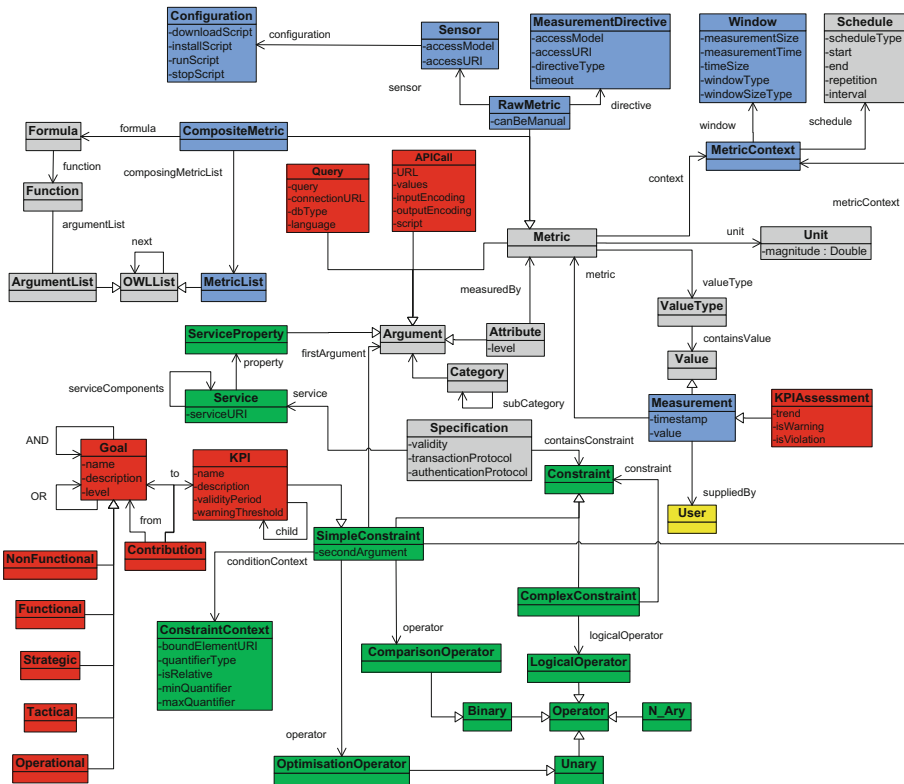 Configuration
-downloadScript
-installScript
-runScript
-stopScript
configuration
Sensor
-accessModel
-accessURI
MeasurementDirective
-accessModel
-accessURI
-directiveType
-timeout
Window
-measurementSize
-measurementTime
-timeSize
-windowType
-windowSizeType
Schedule
-scheduleType
-start
-end
-repetition
-interval
sensor
RawMetric
-canBeManual
directive
window
schedule
Formula
formula
CompositeMetric
MetricContext
function
composingMetricList
Query
-query
-connectionURL
-dbType
-language
APICall
-URL
-values
-inputEncoding
-outputEncoding
-script
context
metricContext
Function
argumentList
next
Metric
unit
Unit
-magnitude : Double
ArgumentList
OWLList
MetricList
measuredBy
metric
valueType
ValueType
ServiceProperty
firstArgument
Argument
Attribute
-level
containsValue
Value
property
serviceComponents
Service
-serviceURI
service
Category
subCategory
Measurement
-timestamp
-value
KPIAssessment
-trend
-isWarning
-isViolation
Specification
-validity
-transactionProtocol
-authenticationProtocol
containsConstraint
AND
Goal
-name
-description
-level
OR
to
from
KPI
-name
-description
-validityPeriod
-warningThreshold
child
Constraint
constraint
suppliedBy
User
Contribution
SimpleConstraint
-secondArgument
NonFunctional
conditionContext
ComplexConstraint
Functional
ConstraintContext
-boundElementURI
-quantifierType
-isRelative
-minQuantifier
-maxQuantifier
operator
logicalOperator
ComparisonOperator
LogicalOperator
Strategic
Tactical
Binary
Operator
N_Ary
operator
Operational
OptimisationOperator
Unary